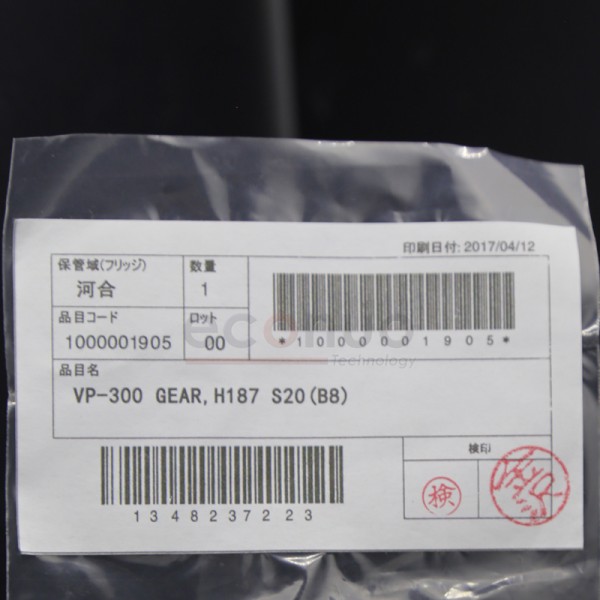 印刷日付: 2017/04/12
保管域(フリッジ) 数量
河合 1
品目コード ロット
1000001905 00
*1000001905*
econdo
Technology
品目名
VP-300 GEAR,H187 S20(B8)
検印
1348237223
検